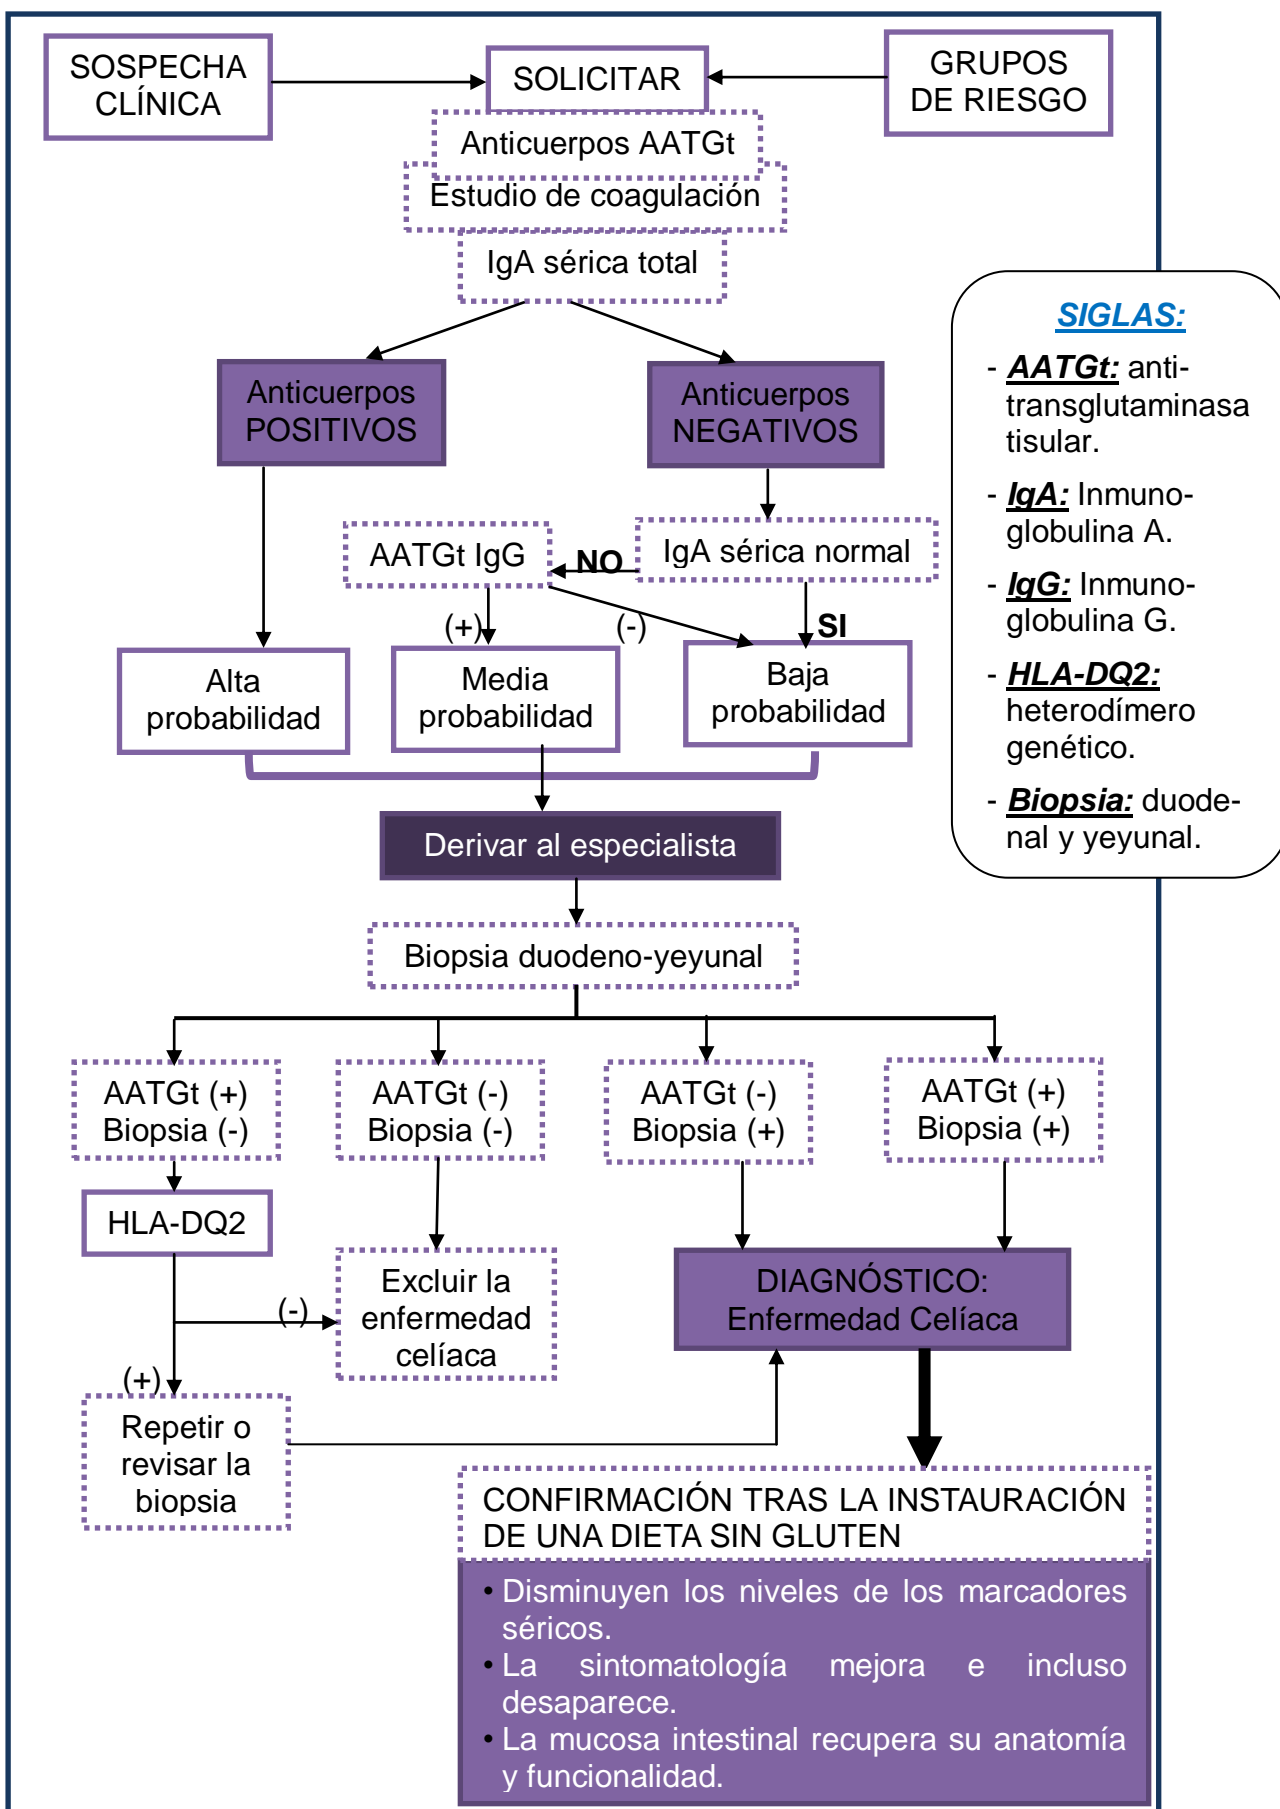 SOSPECHA
CLÍNICA
SOLICITAR
GRUPOS
DE RIESGO
Anticuerpos AATGt
Estudio de coagulación
IgA sérica total
Anticuerpos
POSITIVOS
Anticuerpos
NEGATIVOS
AATGt IgG
NO
IgA sérica normal
(+)
(-)
SI
Alta
probabilidad
Media
probabilidad
Baja
probabilidad
Derivar al especialista
Biopsia duodeno-yeyunal
AATGt (+)
Biopsia (-)
AATGt (-)
Biopsia (-)
AATGt (-)
Biopsia (+)
AATGt (+)
Biopsia (+)
HLA-DQ2
(-)
Excluir la
enfermedad
celíaca
DIAGNÓSTICO:
Enfermedad Celíaca
(+)
Repetir o
revisar la
biopsia
CONFIRMACIÓN TRAS LA INSTAURACIÓN
DE UNA DIETA SIN GLUTEN
• Disminuyen los niveles de los marcadores
séricos.
• La sintomatología mejora e incluso
desaparece.
• La mucosa intestinal recupera su anatomía
y funcionalidad.
SIGLAS:
- AATGt: anti-
transglutaminasa
tisular.
- IgA: Inmuno-
globulina A.
- IgG: Inmuno-
globulina G.
- HLA-DQ2:
heterodímero
genético.
- Biopsia: duode-
nal y yeyunal.